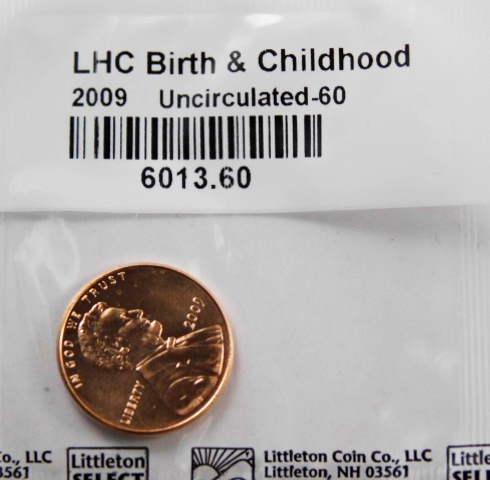 LHC Birth & Childhood
2009 Uncirculated-60
6013.60
IN GOD WE TRUST
2009
LIBERTY
Co., LLC
3561
Littleton
SELECT
Littleton Coin Co., LLC
Littleton, NH 03561